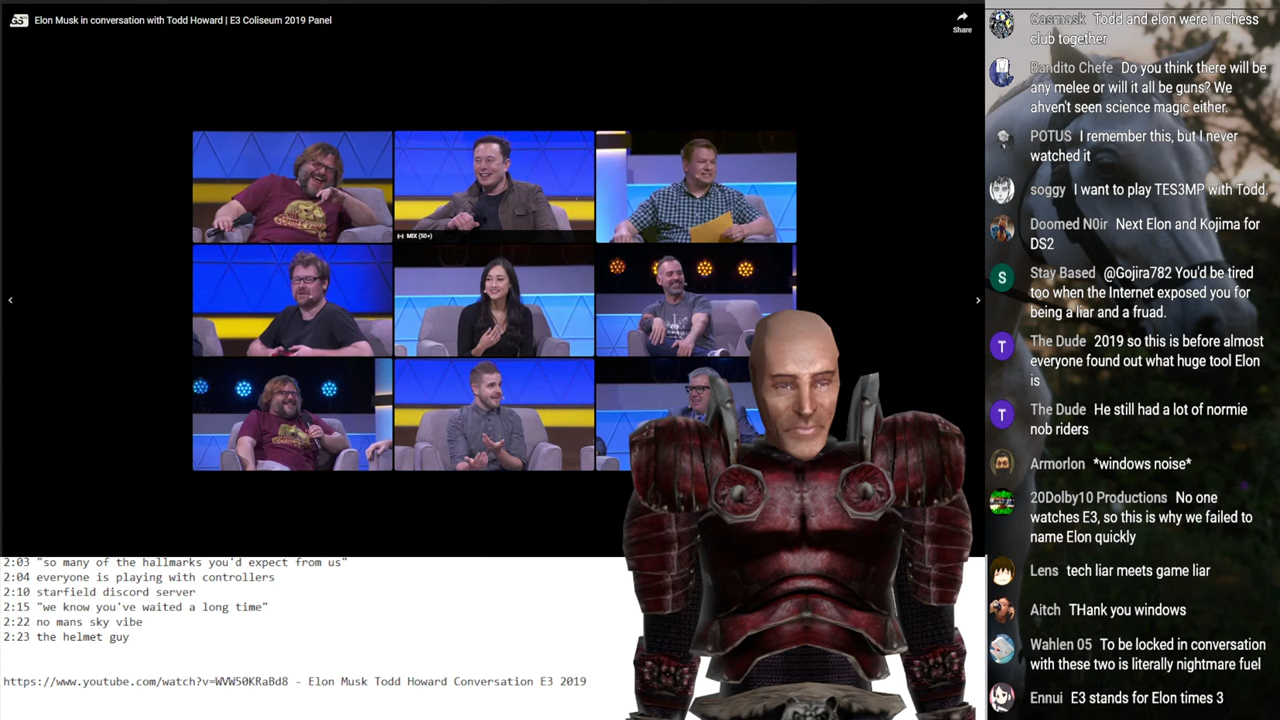 Elon Musk in conversation with Todd Howard | E3 Coliseum 2019 Panel
Share
MIX (50+)
2:03 "so many of the hallmarks you'd expect from us"
2:04 everyone is playing with controllers
2:10 starfield discord server
2:15 "we know you've waited a long time"
2:22 no mans sky vibe
2:23 the helmet guy
https://www.youtube.com/watch?v=WVW50KRaBd8 - Elon Musk Todd Howard Conversation E3 2019
Gasmask Todd and elon were in chess
club together
Bandito Chefe Do you think there will be
any melee or will it all be guns? We
ahven't seen science magic either.
POTUS I remember this, but I never
watched it
soggy I want to play TES3MP with Todd.
Doomed N0ir Next Elon and Kojima for
DS2
S
Stay Based @Gojira782 You'd be tired
too when the Internet exposed you for
being a liar and a fruad.
T
The Dude 2019 so this is before almost
everyone found out what huge tool Elon
is
T
The Dude He still had a lot of normie
nob riders
Armorlon *windows noise*
20Dolby10 Productions No one
watches E3, so this is why we failed to
name Elon quickly
Lens tech liar meets game liar
Aitch THank you windows
Wahlen 05 To be locked in conversation
with these two is literally nightmare fuel
Ennui E3 stands for Elon times 3